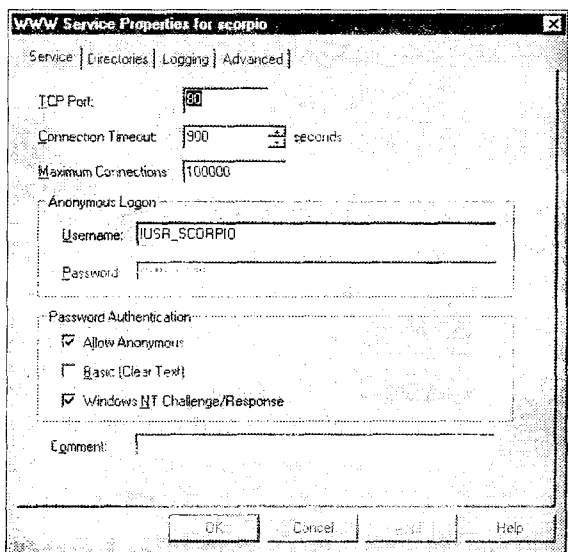 WWW Service Properties for scorpio
Service Directories Logging Advanced
TCP Port: 80
Connection Timeout: 900 seconds
Maximum Connections: 100000
Anonymous Logon
Username: IUSR_SCORPIO
Password:
Password Authentication
Allow Anonymous
Basic (Clear Text)
Windows NT Challenge/Response
Comment:
OK Cancel Help